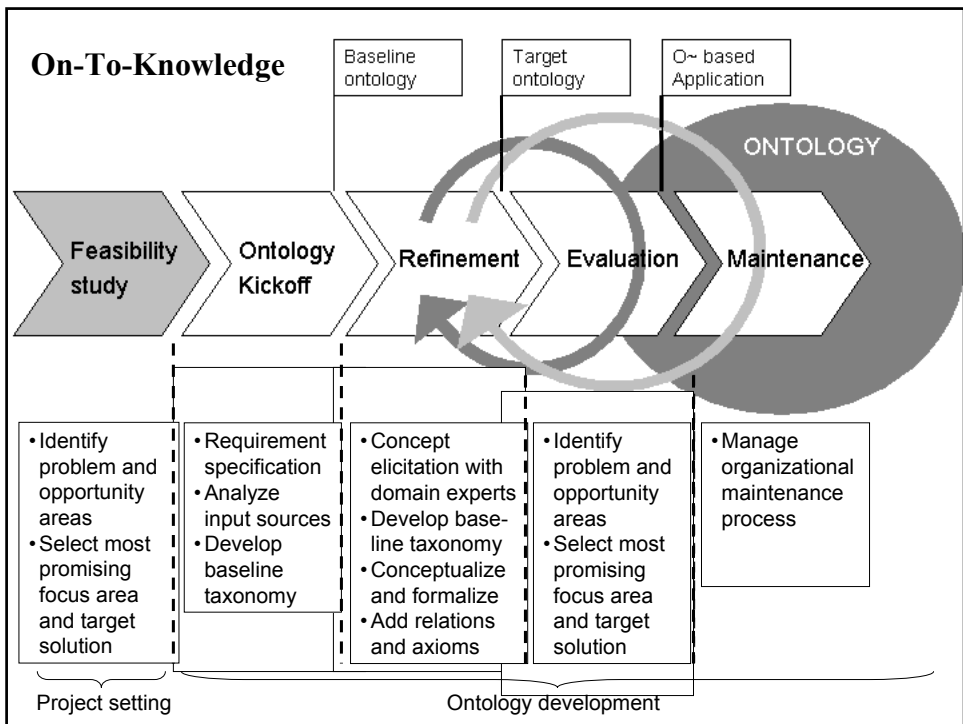 On-To-Knowledge
Baseline
ontology
Target
ontology
O~ based
Application
ONTOLOGY
Feasibility
study
Ontology
Kickoff
Refinement
Evaluation
Maintenance
• Identify
problem and
opportunity
areas
• Select most
promising
focus area
and target
solution
• Requirement
specification
• Analyze
input sources
• Develop
baseline
taxonomy
• Concept
elicitation with
domain experts
• Develop base-
line taxonomy
• Conceptualize
and formalize
• Add relations
and axioms
• Identify
problem and
opportunity
areas
• Select most
promising
focus area
and target
solution
• Manage
organizational
maintenance
process
Project setting
Ontology development